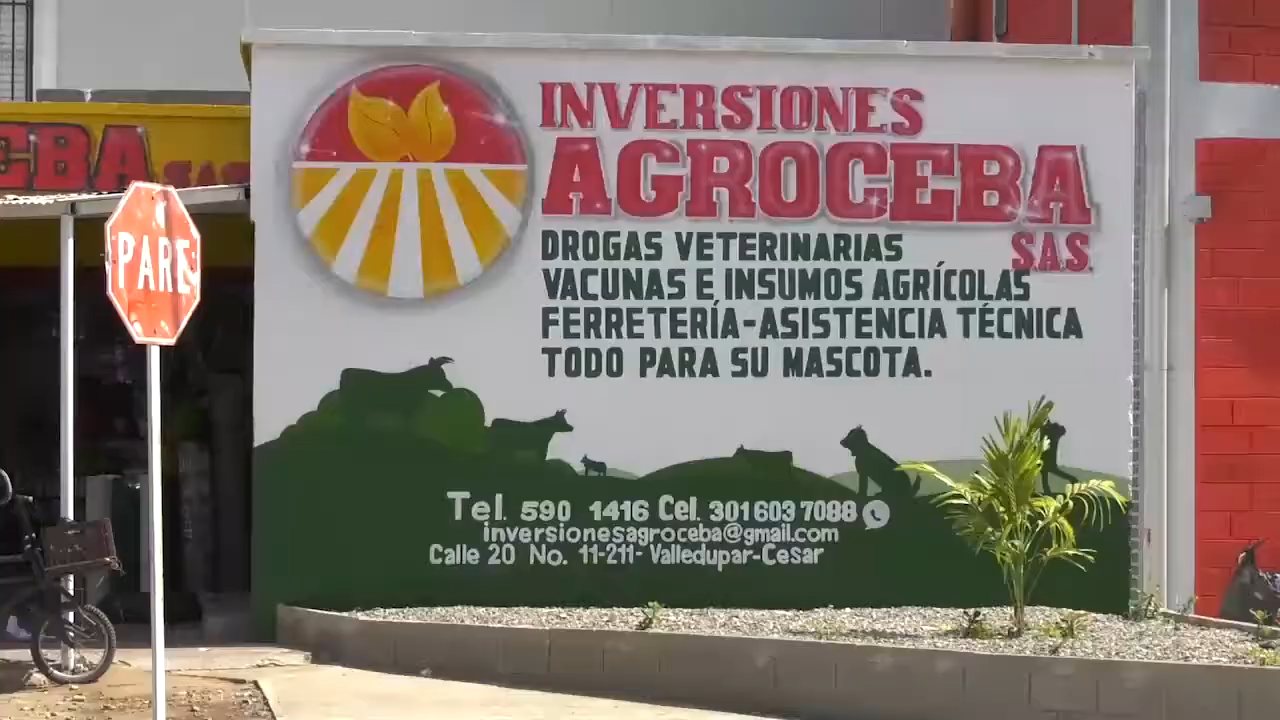 INVERSIONES
AGROCEBA
S.A.S.
DROGAS VETERINARIAS
VACUNAS E INSUMOS AGRÍCOLAS
FERRETERÍA-ASISTENCIA TÉCNICA
TODO PARA SU MASCOTA.
Tel. 590 1416 Cel. 301 603 7088
inversionesagroceba@gmail.com
Calle 20 No. 11-211- Valledupar-Cesar
CEBA SAS
PARE